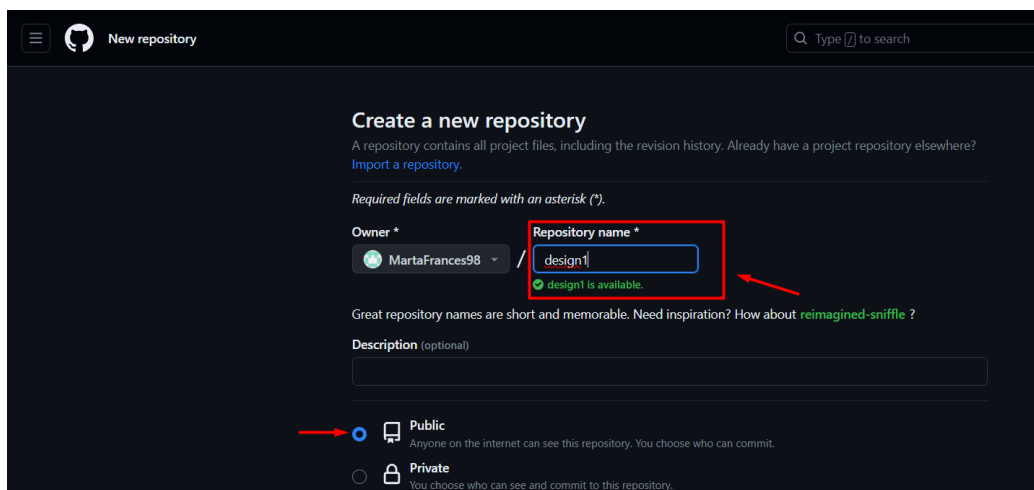 New repository
Type / to search
Create a new repository
A repository contains all project files, including the revision history. Already have a project repository elsewhere?
Import a repository.
Required fields are marked with an asterisk (*).
Owner *
Repository name *
MartaFrances98
/
design1
design1 is available.
Great repository names are short and memorable. Need inspiration? How about reimagined-sniffle ?
Description (optional)
Public
Anyone on the internet can see this repository. You choose who can commit.
Private
You choose who can see and commit to this repository.